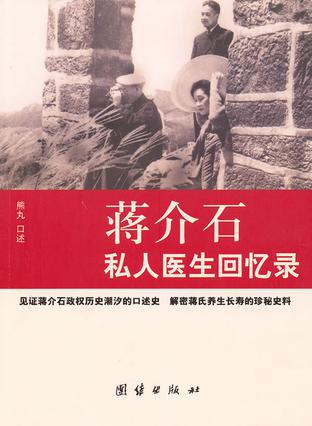 熊丸 口述
蒋介石
私人医生回忆录
见证蒋介石政权历史潮汐的口述史 解密蒋氏养生长寿的珍秘史料
团结出版社